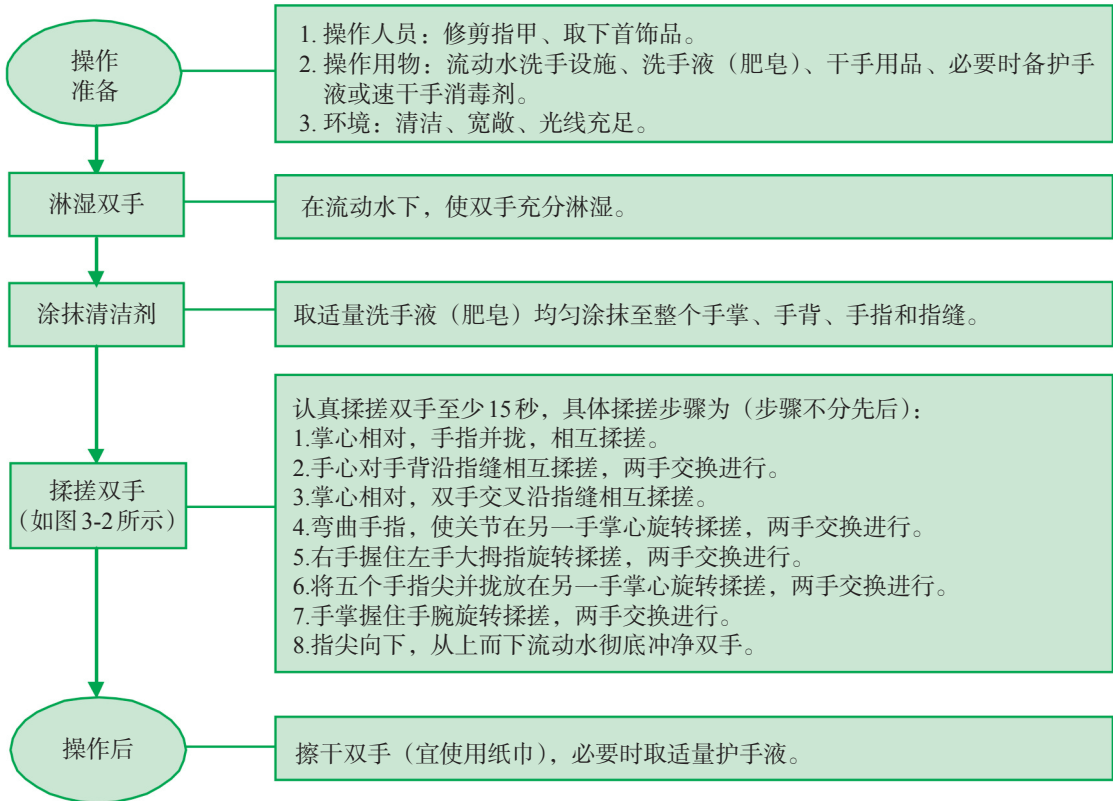 操作
准备
1. 操作人员：修剪指甲、取下首饰品。
2. 操作用物：流动水洗手设施、洗手液（肥皂）、干手用品、必要时备护手
液或速干手消毒剂。
3. 环境：清洁、宽敞、光线充足。
淋湿双手
在流动水下，使双手充分淋湿。
涂抹清洁剂
取适量洗手液（肥皂）均匀涂抹至整个手掌、手背、手指和指缝。
揉搓双手
（如图3-2所示）
认真揉搓双手至少15秒，具体揉搓步骤为（步骤不分先后）：
1.掌心相对，手指并拢，相互揉搓。
2.手心对手背沿指缝相互揉搓，两手交换进行。
3.掌心相对，双手交叉沿指缝相互揉搓。
4.弯曲手指，使关节在另一手掌心旋转揉搓，两手交换进行。
5.右手握住左手大拇指旋转揉搓，两手交换进行。
6.将五个手指尖并拢放在另一手掌心旋转揉搓，两手交换进行。
7.手掌握住手腕旋转揉搓，两手交换进行。
8.指尖向下，从上而下流动水彻底冲净双手。
操作后
擦干双手（宜使用纸巾），必要时取适量护手液。